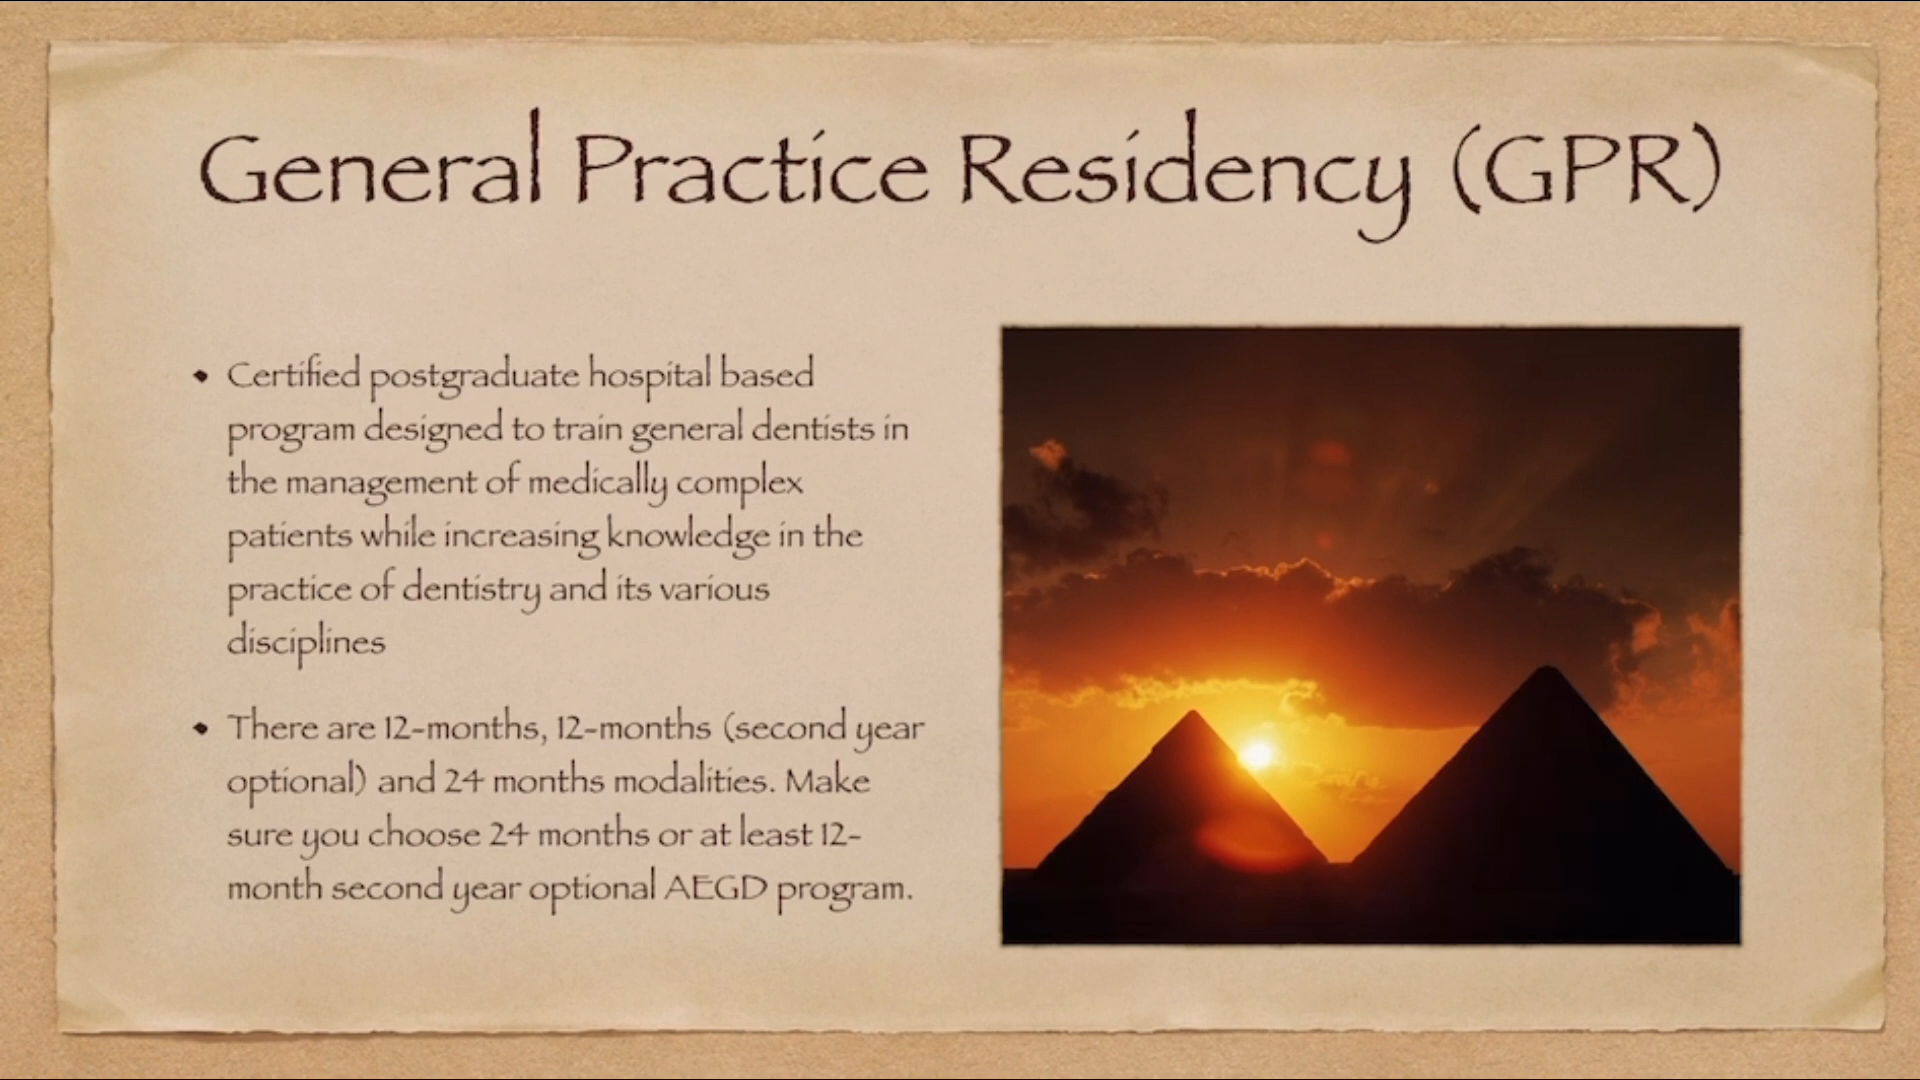 General Practice Residency (GPR)
• Certified postgraduate hospital based
program designed to train general dentists in
the management of medically complex
patients while increasing knowledge in the
practice of dentistry and its various
disciplines
• There are 12-months, 12-months (second year
optional) and 24 months modalities. Make
sure you choose 24 months or at least 12-
month second year optional AEGD program.